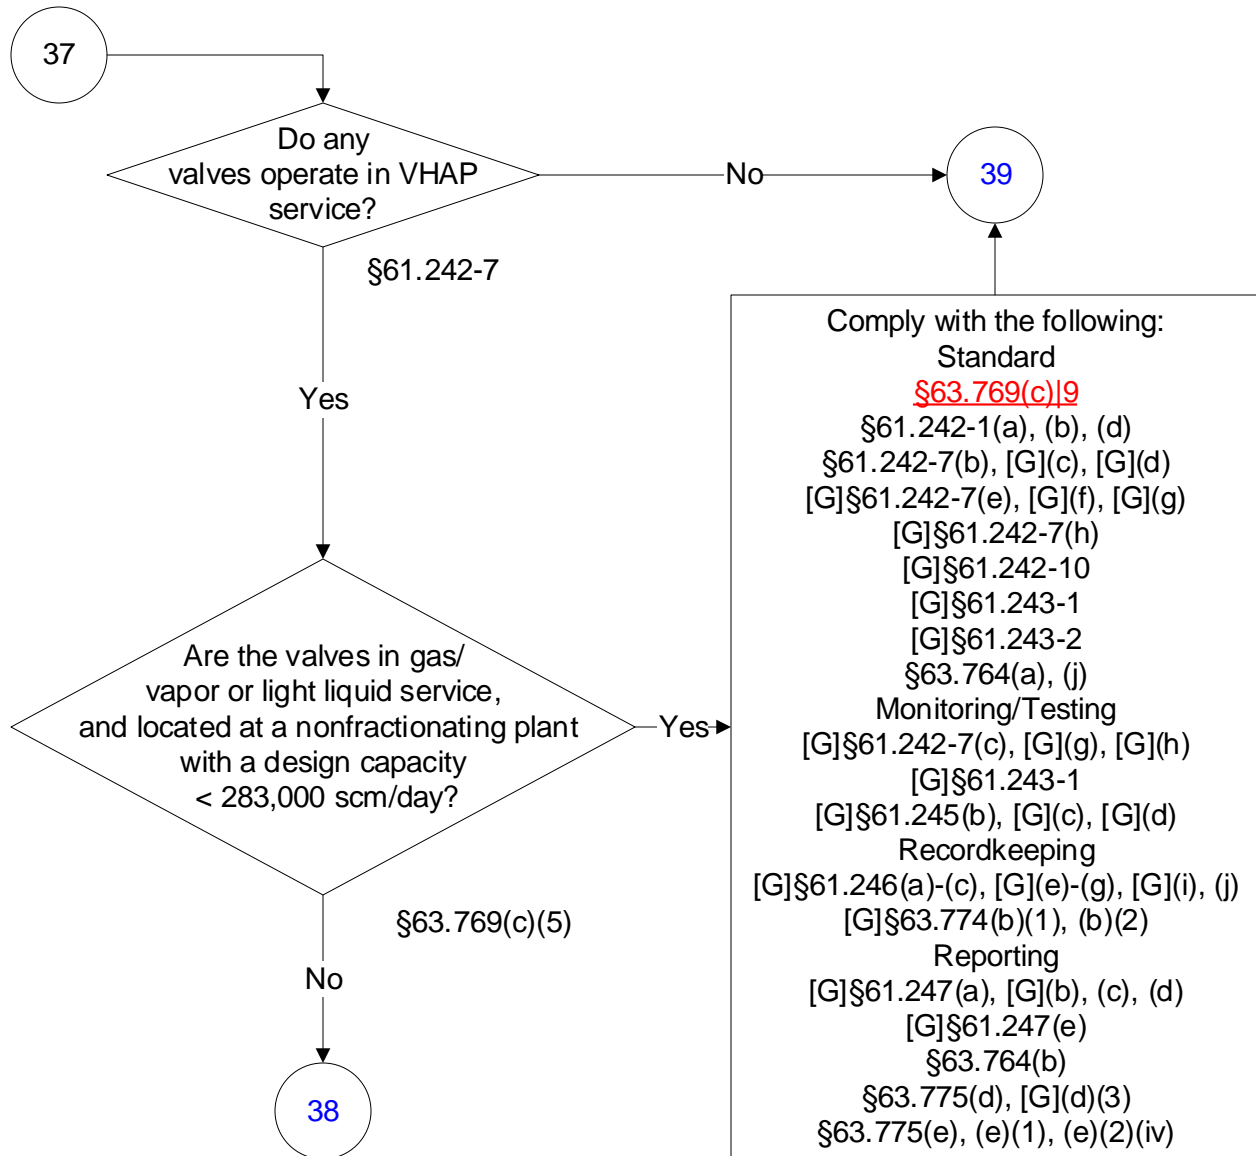 37
Do any
valves operate in VHAP
service?
No
39
§61.242-7
Yes
Comply with the following:
Standard
§63.769(c)|9
§61.242-1(a), (b), (d)
§61.242-7(b), [G](c), [G](d)
[G]§61.242-7(e), [G](f), [G](g)
[G]§61.242-7(h)
[G]§61.242-10
[G]§61.243-1
[G]§61.243-2
§63.764(a), (j)
Monitoring/Testing
[G]§61.242-7(c), [G](g), [G](h)
[G]§61.243-1
[G]§61.245(b), [G](c), [G](d)
Recordkeeping
[G]§61.246(a)-(c), [G](e)-(g), [G](i), (j)
[G]§63.774(b)(1), (b)(2)
Reporting
[G]§61.247(a), [G](b), (c), (d)
[G]§61.247(e)
§63.764(b)
§63.775(d), [G](d)(3)
§63.775(e), (e)(1), (e)(2)(iv)
Are the valves in gas/
vapor or light liquid service,
and located at a nonfractionating plant
with a design capacity
< 283,000 scm/day?
Yes
§63.769(c)(5)
No
38